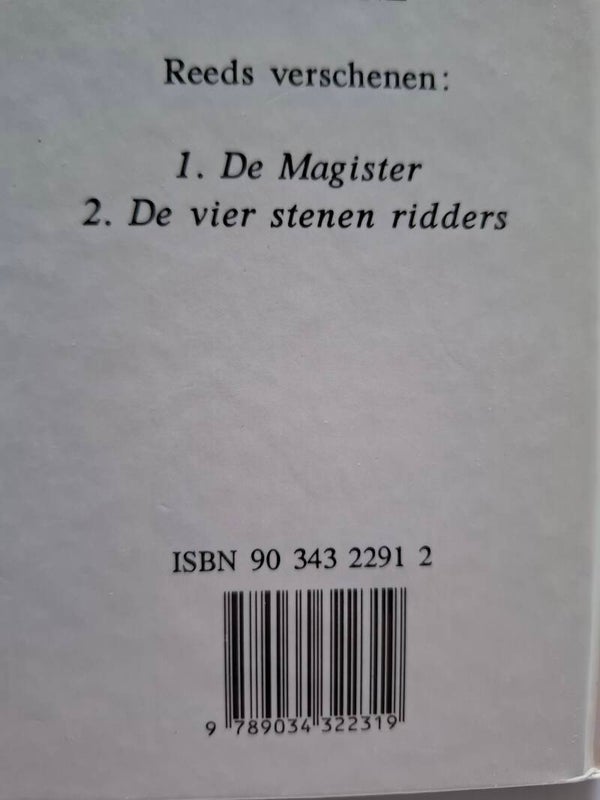 Reeds verschenen:
1. De Magister
2. De vier stenen ridders
ISBN 90 343 2291 2
9 789034 322319